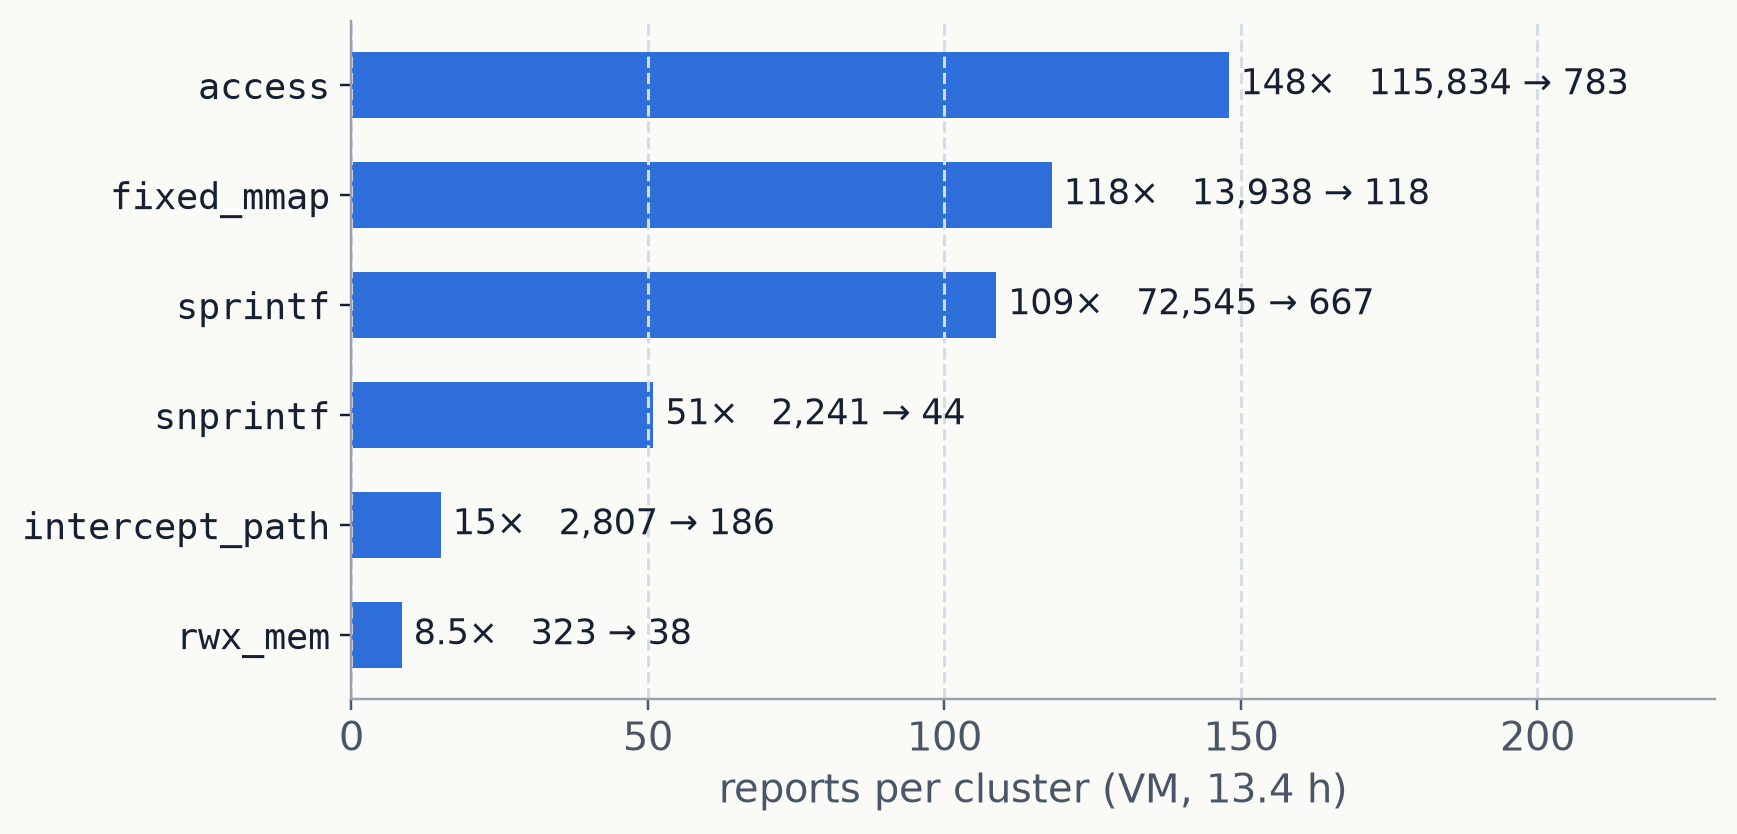 access 148× 115,834 → 783
fixed_mmap 118× 13,938 → 118
sprintf 109× 72,545 → 667
snprintf 51× 2,241 → 44
intercept_path 15× 2,807 → 186
rwx_mem 8.5× 323 → 38
0 50 100 150 200
reports per cluster (VM, 13.4 h)